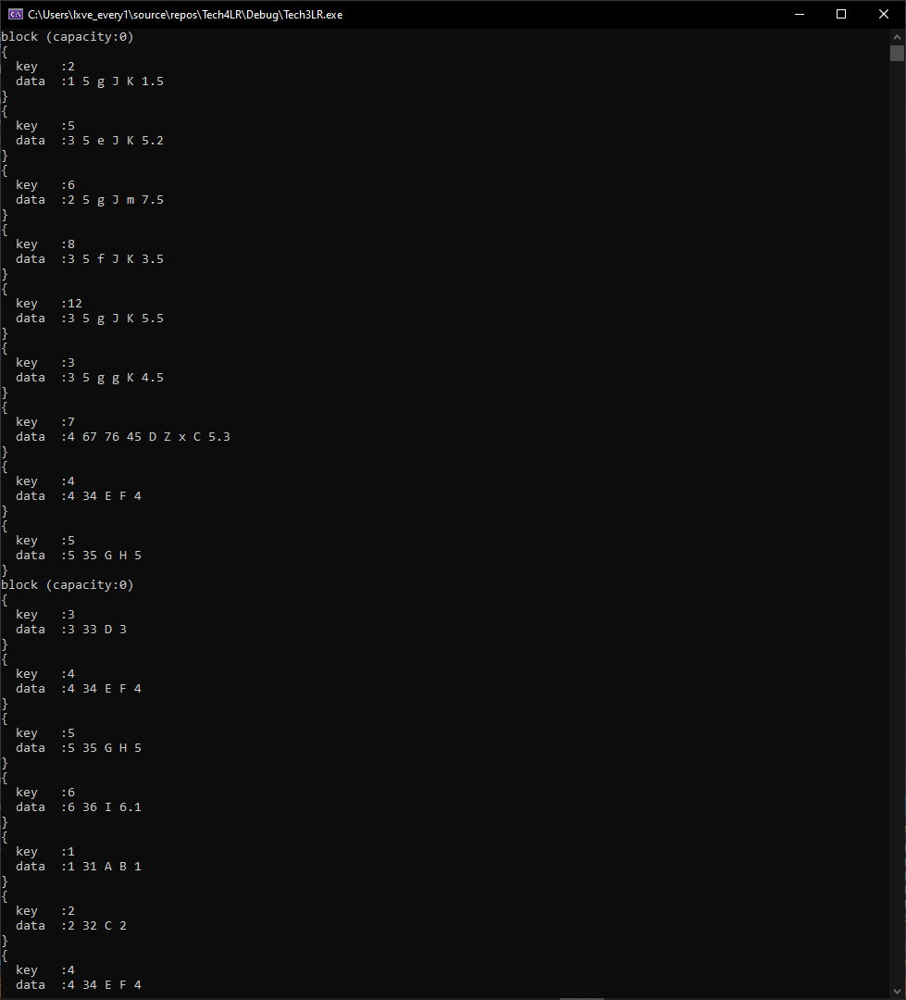 C:\Users\lxve_every1\source\repos\Tech4LR\Debug\Tech3LR.exe
block (capacity:0)
{
  key   :2
  data  :1 5 g J K 1.5
}
{
  key   :5
  data  :3 5 e J K 5.2
}
{
  key   :6
  data  :2 5 g J m 7.5
}
{
  key   :8
  data  :3 5 f J K 3.5
}
{
  key   :12
  data  :3 5 g J K 5.5
}
{
  key   :3
  data  :3 5 g g K 4.5
}
{
  key   :7
  data  :4 67 76 45 D Z x C 5.3
}
{
  key   :4
  data  :4 34 E F 4
}
{
  key   :5
  data  :5 35 G H 5
}
block (capacity:0)
{
  key   :3
  data  :3 33 D 3
}
{
  key   :4
  data  :4 34 E F 4
}
{
  key   :5
  data  :5 35 G H 5
}
{
  key   :6
  data  :6 36 I 6.1
}
{
  key   :1
  data  :1 31 A B 1
}
{
  key   :2
  data  :2 32 C 2
}
{
  key   :4
  data  :4 34 E F 4